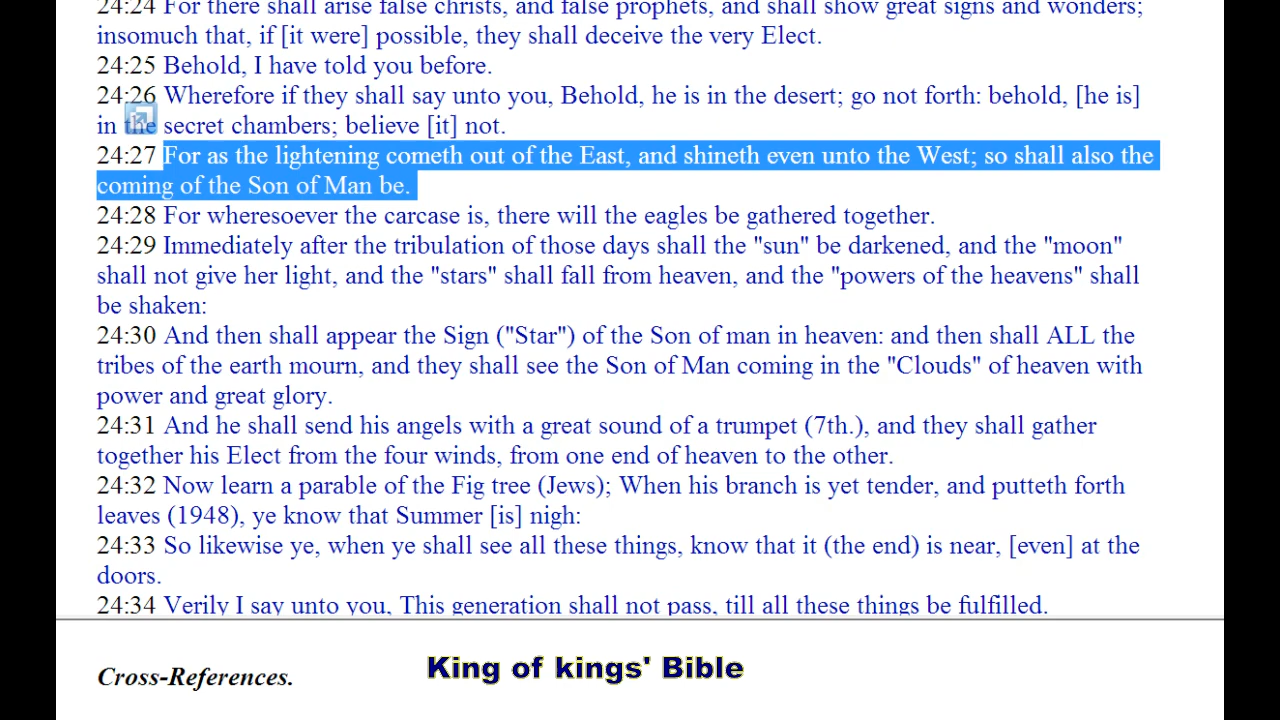 24:24 For there shall arise false christs, and false prophets, and shall show great signs and wonders;
insomuch that, if [it were] possible, they shall deceive the very Elect.
24:25 Behold, I have told you before.
24:26 Wherefore if they shall say unto you, Behold, he is in the desert; go not forth: behold, [he is]
in the secret chambers; believe [it] not.
24:27 For as the lightening cometh out of the East, and shineth even unto the West; so shall also the
coming of the Son of Man be.
24:28 For wheresoever the carcase is, there will the eagles be gathered together.
24:29 Immediately after the tribulation of those days shall the "sun" be darkened, and the "moon"
shall not give her light, and the "stars" shall fall from heaven, and the "powers of the heavens" shall
be shaken:
24:30 And then shall appear the Sign ("Star") of the Son of man in heaven: and then shall ALL the
tribes of the earth mourn, and they shall see the Son of Man coming in the "Clouds" of heaven with
power and great glory.
24:31 And he shall send his angels with a great sound of a trumpet (7th.), and they shall gather
together his Elect from the four winds, from one end of heaven to the other.
24:32 Now learn a parable of the Fig tree (Jews); When his branch is yet tender, and putteth forth
leaves (1948), ye know that Summer [is] nigh:
24:33 So likewise ye, when ye shall see all these things, know that it (the end) is near, [even] at the
doors.
24:34 Verily I say unto you, This generation shall not pass, till all these things be fulfilled.
Cross-References.
King of kings' Bible